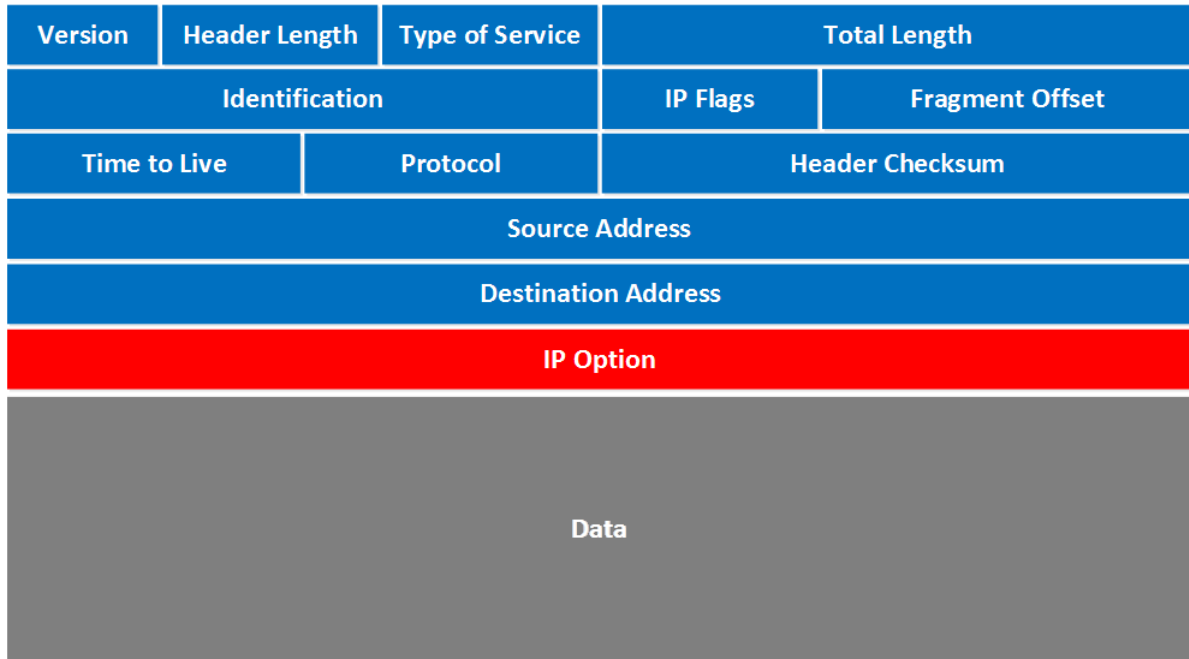 Version Header Length Type of Service Total Length
Identification IP Flags Fragment Offset
Time to Live Protocol Header Checksum
Source Address
Destination Address
IP Option
Data